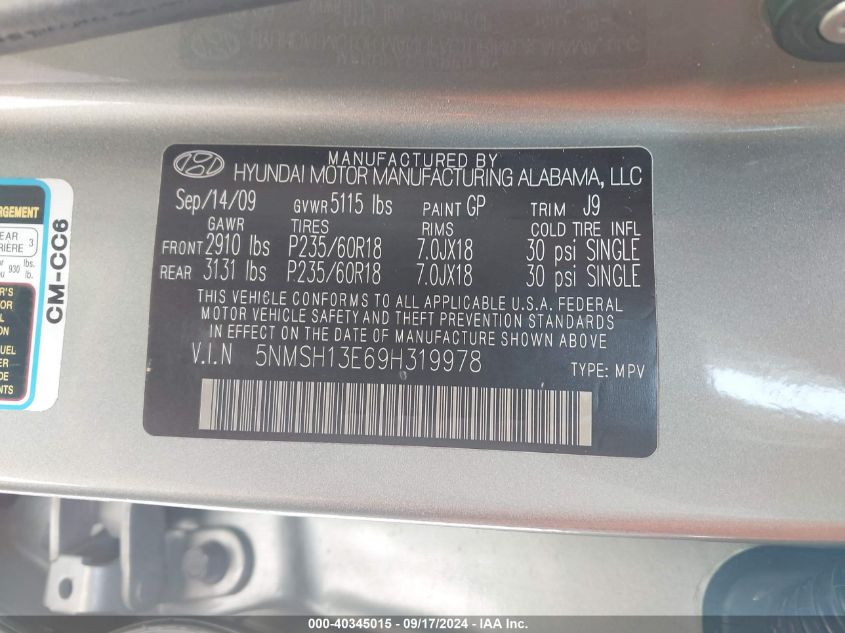 MANUFACTURED BY
HYUNDAI MOTOR MANUFACTURING ALABAMA, LLC
Sep/14/09 GVWR 5115 lbs PAINT GP TRIM J9
GAWR TIRES RIMS COLD TIRE INFL
FRONT 2910 lbs P235/60R18 7.0JX18 30 psi SINGLE
REAR 3131 lbs P235/60R18 7.0JX18 30 psi SINGLE
THIS VEHICLE CONFORMS TO ALL APPLICABLE U.S.A. FEDERAL
MOTOR VEHICLE SAFETY AND THEFT PREVENTION STANDARDS
IN EFFECT ON THE DATE OF MANUFACTURE SHOWN ABOVE.
V.I.N 5NMSH13E69H319978
TYPE: MPV
CM-CC6
3
lbs.
930 lb.
000-40345015 - 09/17/2024 - IAA Inc.